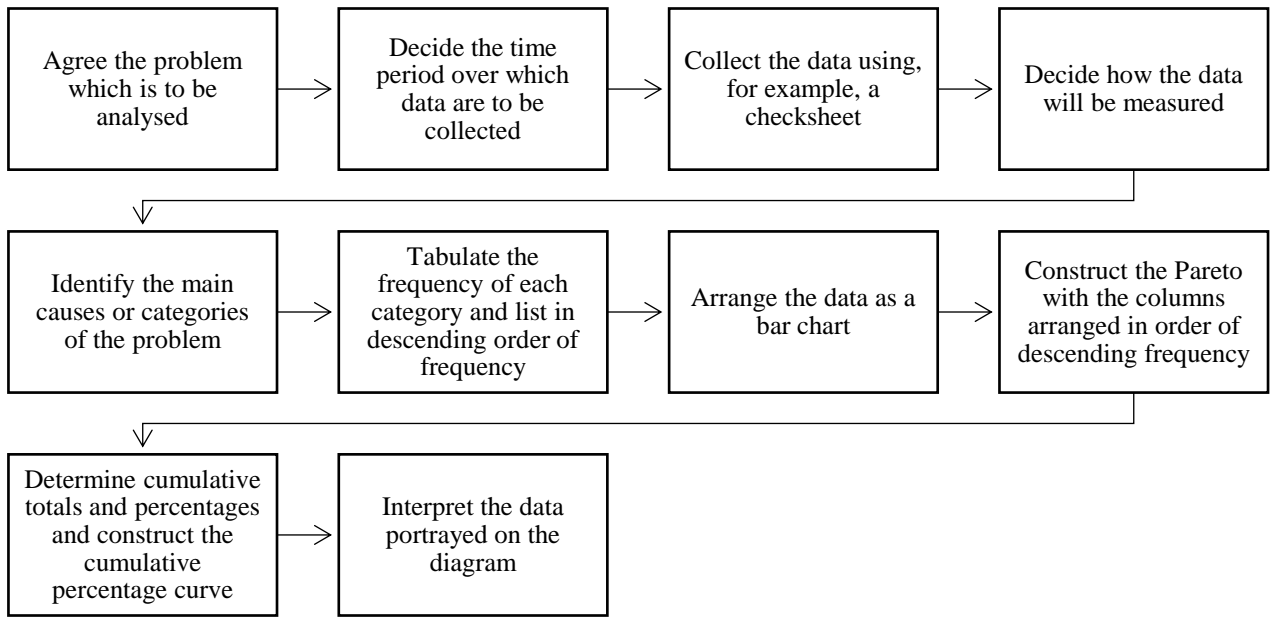 Agree the problem
which is to be
analysed
Decide the time
period over which
data are to be
collected
Collect the data using,
for example, a
checksheet
Decide how the data
will be measured
Identify the main
causes or categories
of the problem
Tabulate the
frequency of each
category and list in
descending order of
frequency
Arrange the data as a
bar chart
Construct the Pareto
with the columns
arranged in order of
descending frequency
Determine cumulative
totals and percentages
and construct the
cumulative
percentage curve
Interpret the data
portrayed on the
diagram